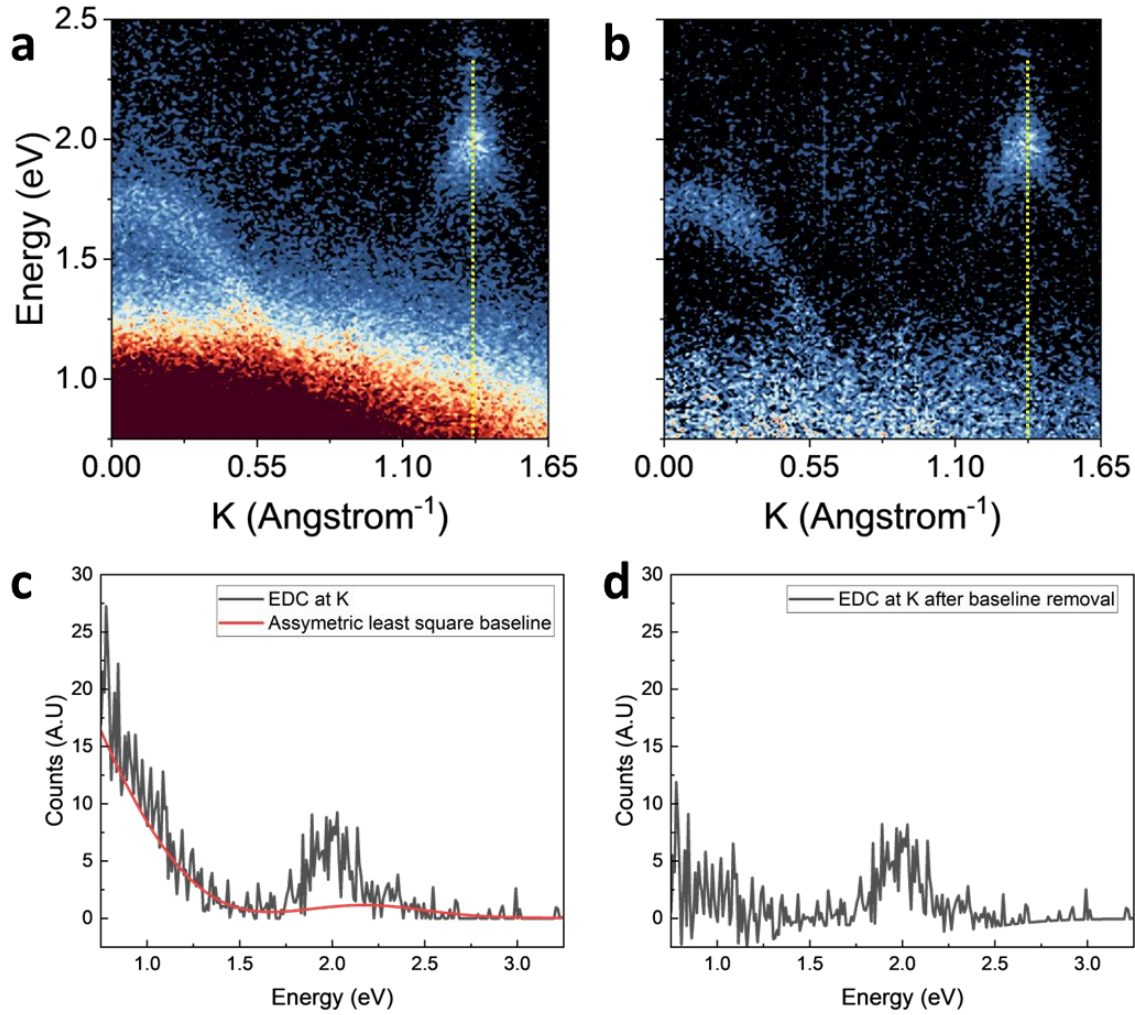 a
2.5
2.0
1.5
1.0
Energy (eV)
0.00 0.55 1.10 1.65
K (Angstrom⁻¹)
b
0.00 0.55 1.10 1.65
K (Angstrom⁻¹)
c
30
25
20
15
10
5
0
Counts (A.U)
EDC at K
Assymetric least square baseline
1.0 1.5 2.0 2.5 3.0
Energy (eV)
d
30
25
20
15
10
5
0
Counts (A.U)
EDC at K after baseline removal
1.0 1.5 2.0 2.5 3.0
Energy (eV)